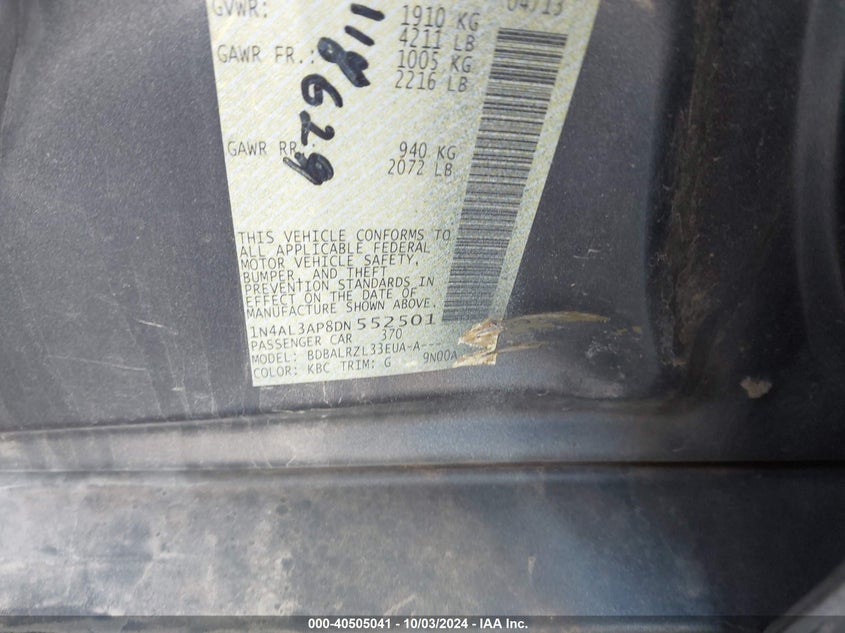 GVWR: 1910 KG 04/13
4211 LB
GAWR FR.: 1005 KG
2216 LB
GAWR RR. 940 KG
2072 LB
THIS VEHICLE CONFORMS TO
ALL APPLICABLE FEDERAL
MOTOR VEHICLE SAFETY,
BUMPER, AND THEFT
PREVENTION STANDARDS IN
EFFECT ON THE DATE OF
MANUFACTURE SHOWN ABOVE.
1N4AL3AP8DN552501
PASSENGER CAR 370
MODEL: BDBALRZL33EUA-A--- 9N00A
COLOR: KBC TRIM: G
000-40505041 - 10/03/2024 - IAA Inc.